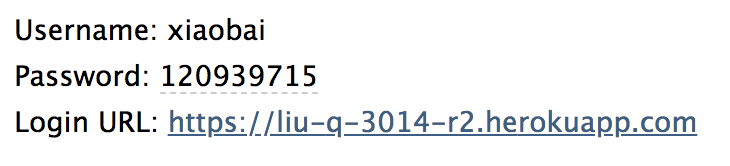 Username: xiaobai
Password: 120939715
Login URL: https://liu-q-3014-r2.herokuapp.com